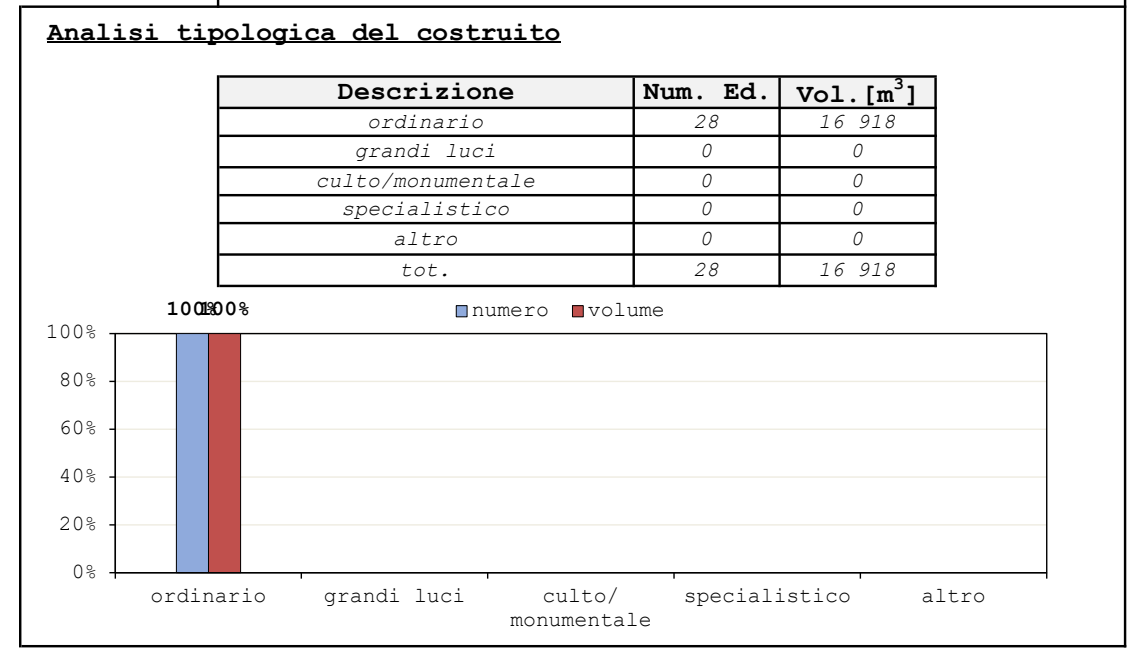 Analisi tipologica del costruito
Descrizione Num. Ed. Vol.[m³]
ordinario 28 16 918
grandi luci 0 0
culto/monumentale 0 0
specialistico 0 0
altro 0 0
tot. 28 16 918
100% 100% numero volume
100%
80%
60%
40%
20%
0%
ordinario grandi luci culto/ specialistico altro
monumentale